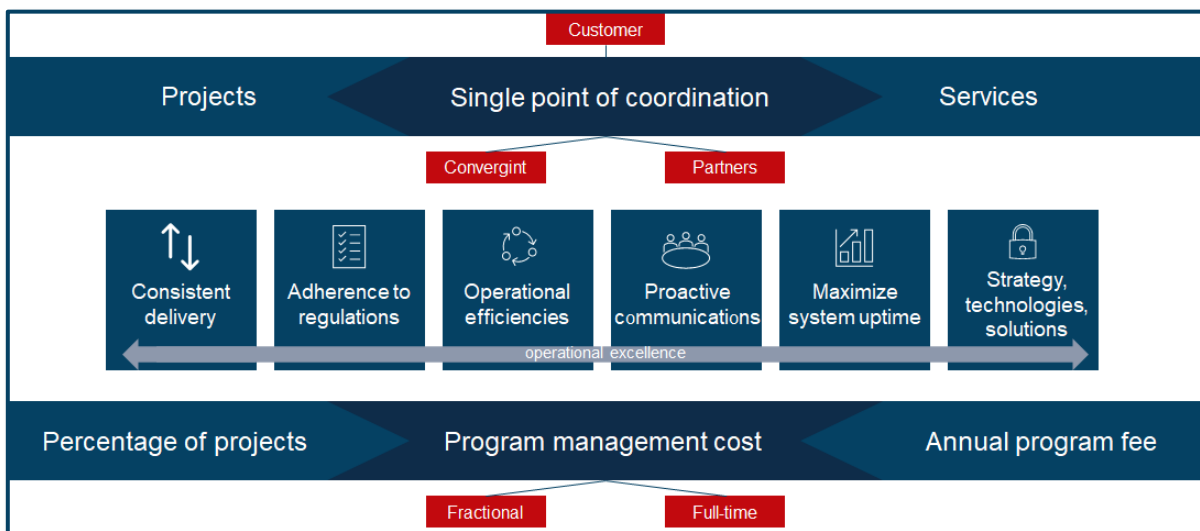 Customer
Projects
Single point of coordination
Services
Convergint
Partners
Consistent
delivery
Adherence to
regulations
Operational
efficiencies
Proactive
communications
Maximize
system uptime
Strategy,
technologies,
solutions
operational excellence
Percentage of projects
Program management cost
Annual program fee
Fractional
Full-time